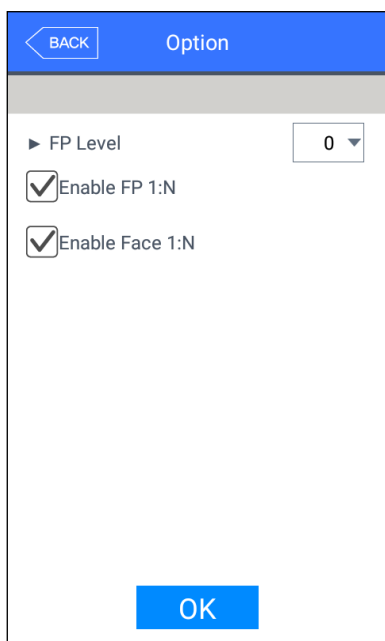 BACK Option
► FP Level 0
Enable FP 1:N
Enable Face 1:N
OK